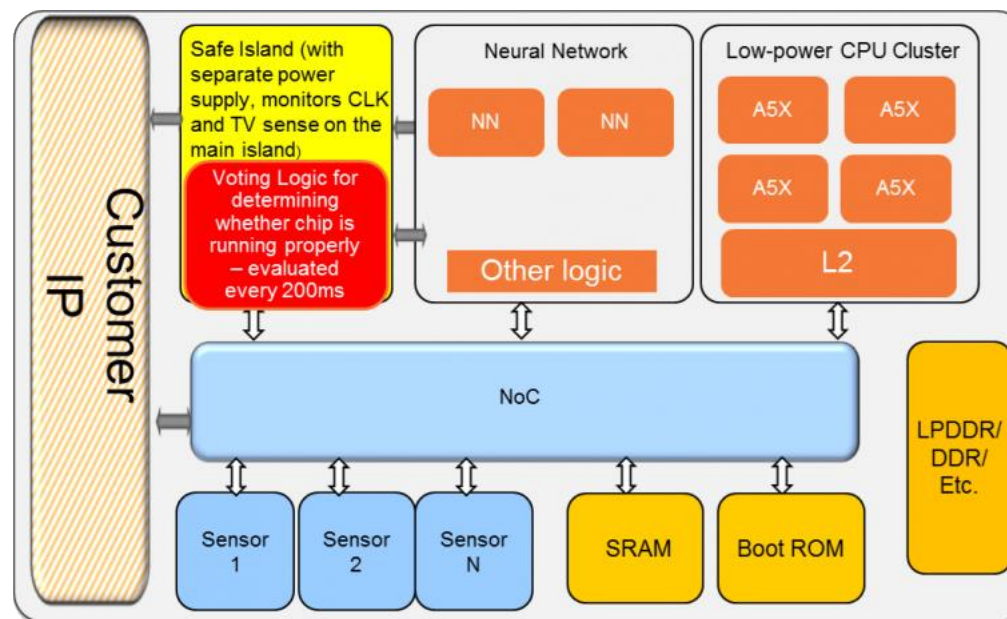 Customer
IP
Safe Island (with
separate power
supply, monitors CLK
and TV sense on the
main island)
Voting Logic for
determining
whether chip is
running properly
– evaluated
every 200ms
Neural Network
NN
NN
Other logic
Low-power CPU Cluster
A5X
A5X
A5X
A5X
L2
NoC
LPDDR/
DDR/
Etc.
Sensor
1
Sensor
2
Sensor
N
SRAM
Boot ROM